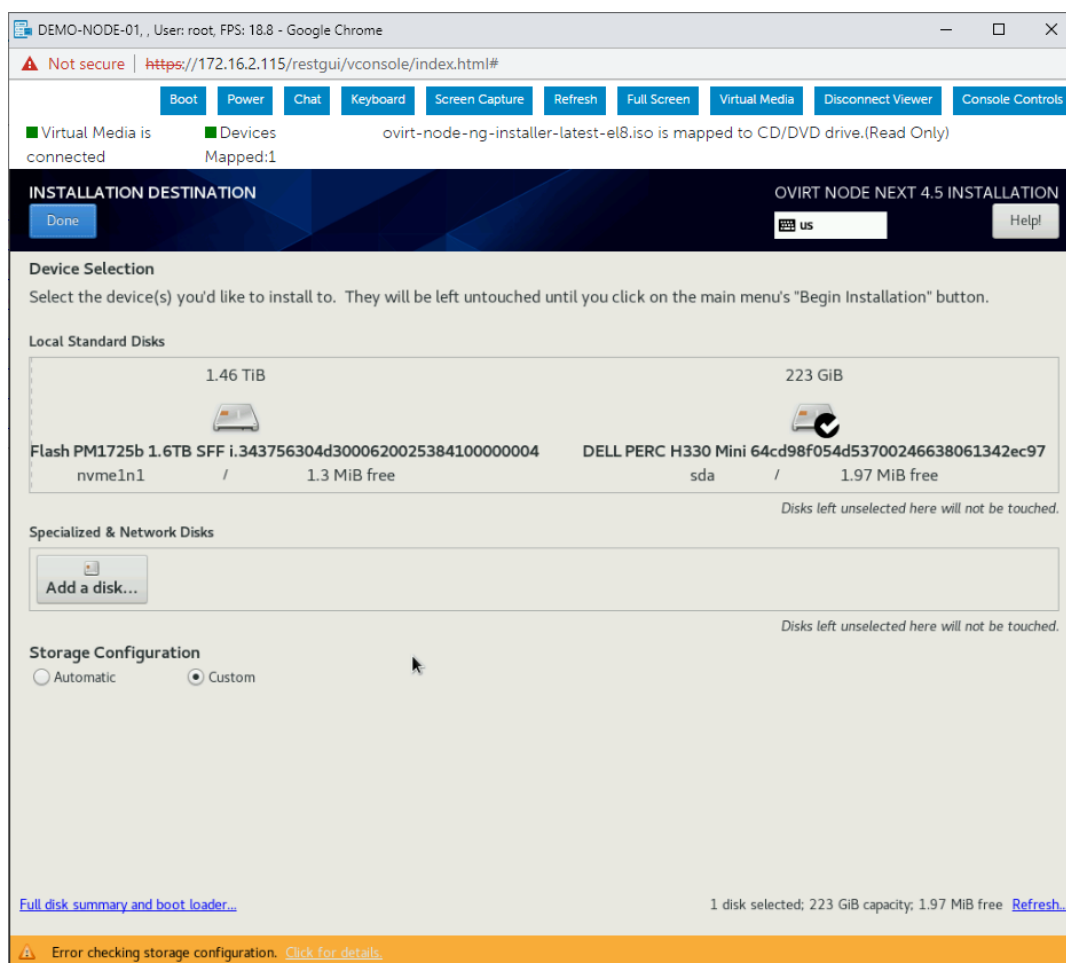 DEMO-NODE-01, , User: root, FPS: 18.8 - Google Chrome
Not secure | https://172.16.2.115/restgui/vconsole/index.html#
Boot Power Chat Keyboard Screen Capture Refresh Full Screen Virtual Media Disconnect Viewer Console Controls
Virtual Media is connected
Devices Mapped:1
ovirt-node-ng-installer-latest-el8.iso is mapped to CD/DVD drive.(Read Only)
INSTALLATION DESTINATION
OVIRT NODE NEXT 4.5 INSTALLATION
Done
us
Help!
Device Selection
Select the device(s) you'd like to install to. They will be left untouched until you click on the main menu's "Begin Installation" button.
Local Standard Disks
1.46 TiB
Flash PM1725b 1.6TB SFF i.343756304d3000620025384100000004
nvme1n1 / 1.3 MiB free
223 GiB
DELL PERC H330 Mini 64cd98f054d53700246638061342ec97
sda / 1.97 MiB free
Disks left unselected here will not be touched.
Specialized & Network Disks
Add a disk...
Disks left unselected here will not be touched.
Storage Configuration
Automatic Custom
Full disk summary and boot loader...
1 disk selected; 223 GiB capacity; 1.97 MiB free Refresh..
Error checking storage configuration. Click for details.